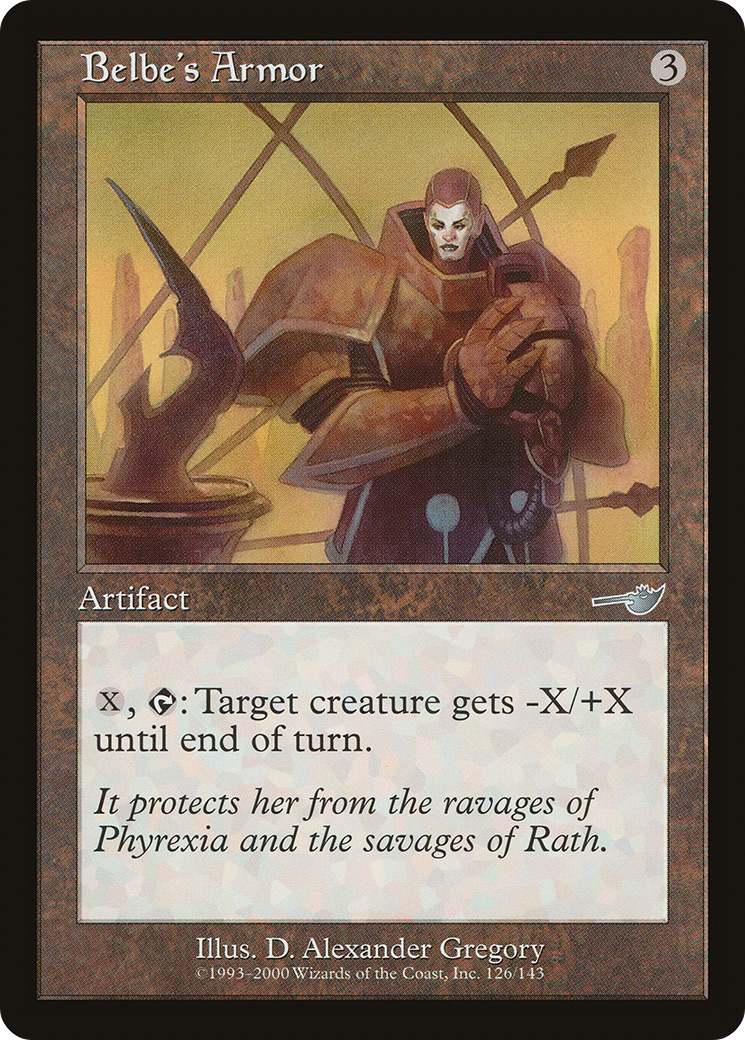 Belbe's Armor
3
Artifact
X, : Target creature gets -X/+X
until end of turn.
It protects her from the ravages of
Phyrexia and the savages of Rath.
Illus. D. Alexander Gregory
©1993–2000 Wizards of the Coast, Inc. 126/143